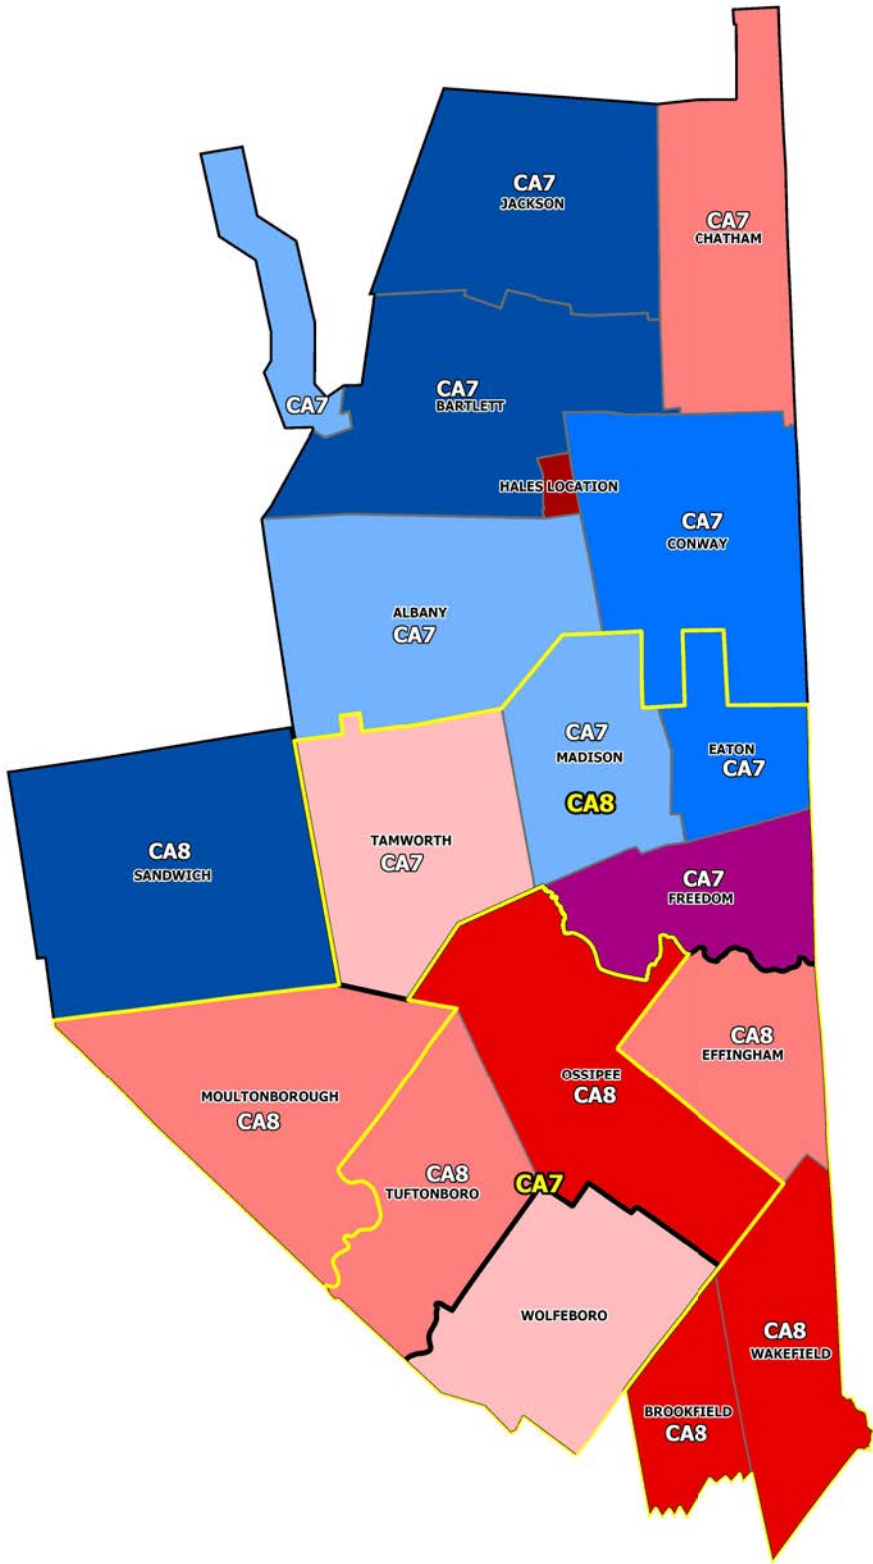 CA7
JACKSON
CA7
CHATHAM
CA7
BARTLETT
CA7
HALES LOCATION
CA7
CONWAY
ALBANY
CA7
CA7
MADISON
CA8
EATON
CA7
TAMWORTH
CA7
CA8
SANDWICH
CA7
FREEDOM
CA8
EFFINGHAM
OSSIPEE
CA8
MOULTONBOROUGH
CA8
CA8
TUFTONBORO
CA7
WOLFEBORO
CA8
WAKEFIELD
BROOKFIELD
CA8